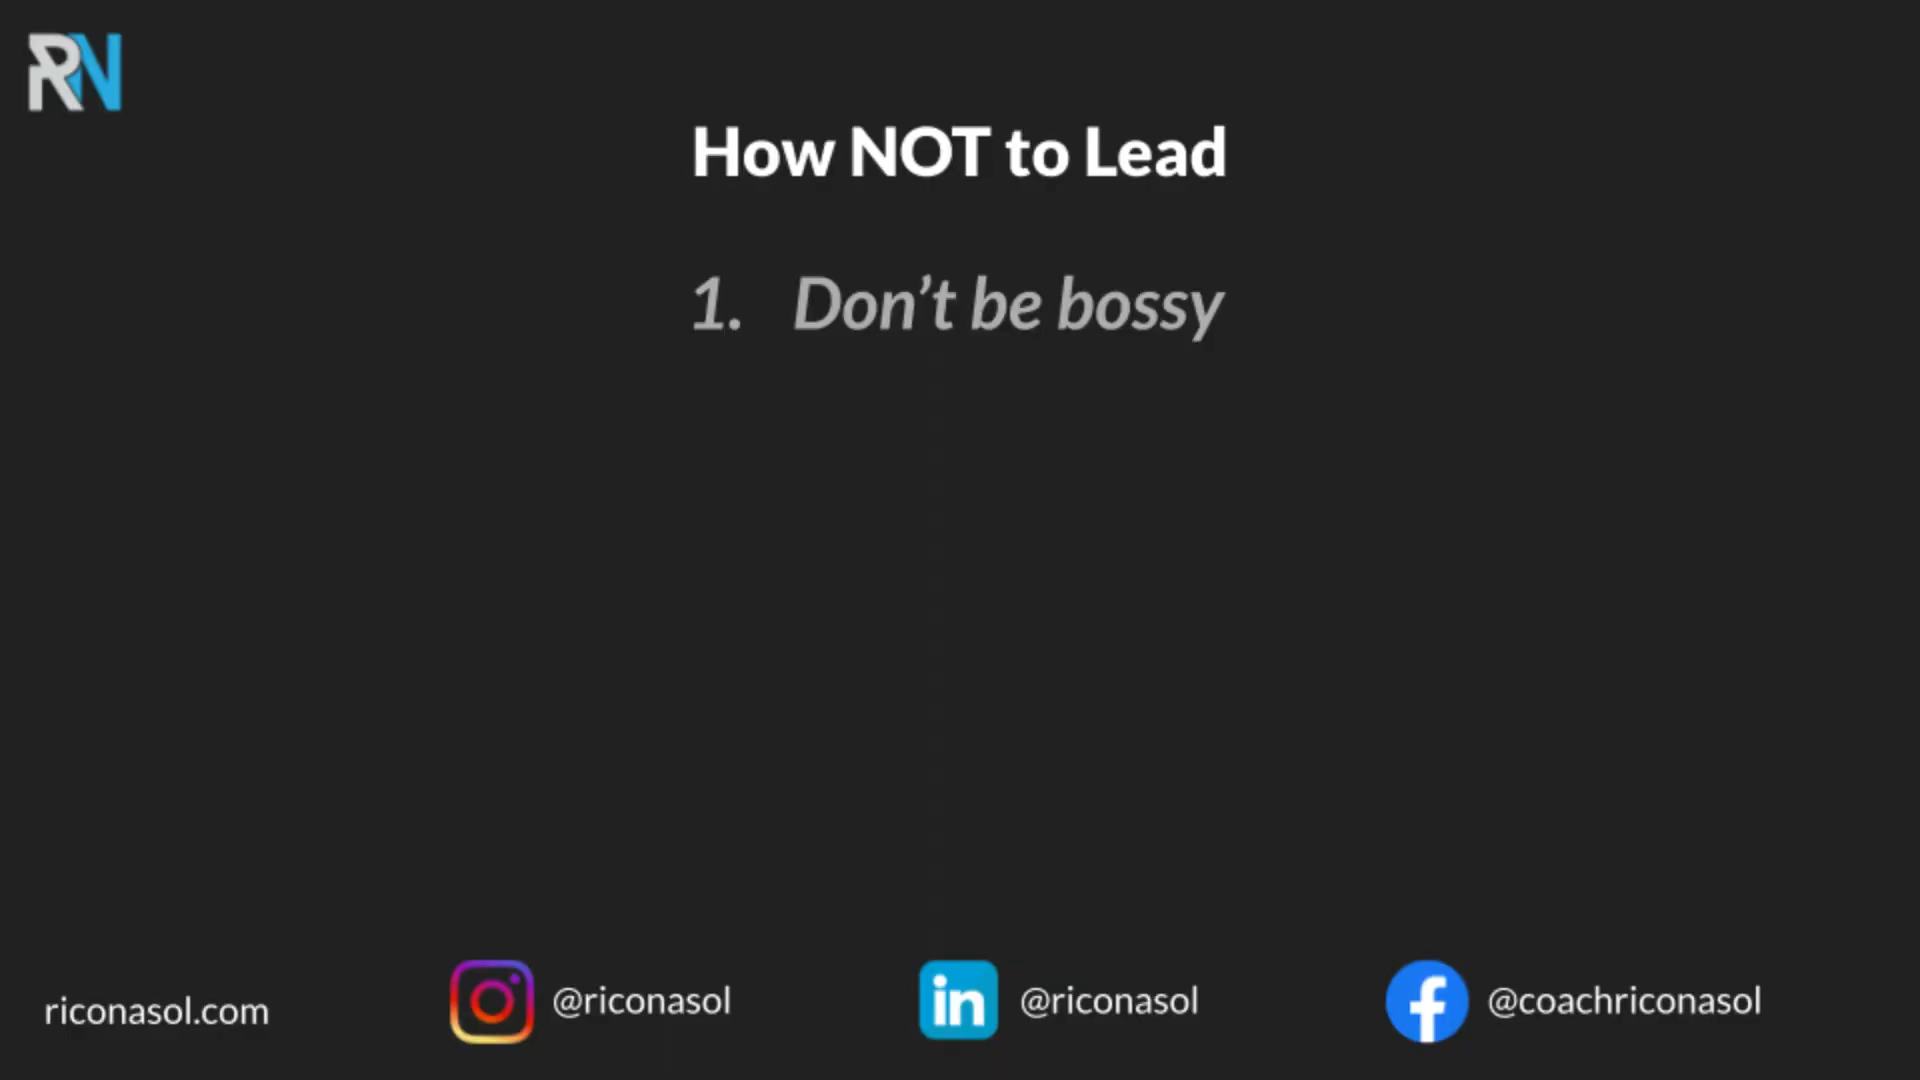 RN
How NOT to Lead
1. Don’t be bossy
riconasol.com
@riconasol
@riconasol
@coachriconasol